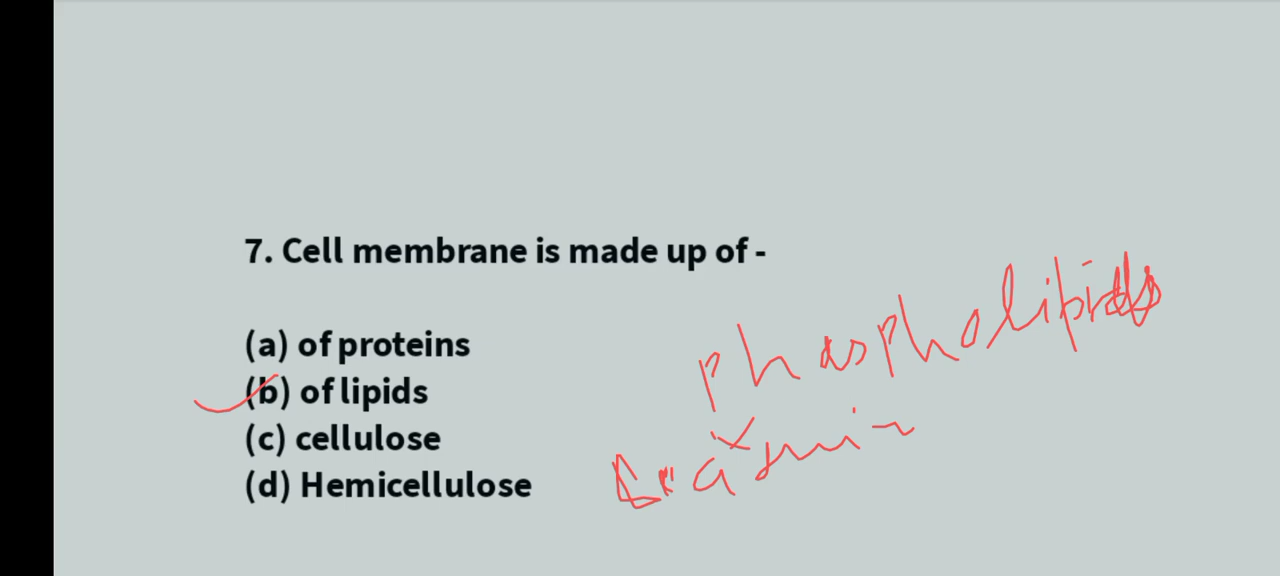 7. Cell membrane is made up of -
(a) of proteins
(b) of lipids
(c) cellulose
(d) Hemicellulose
phospholipids